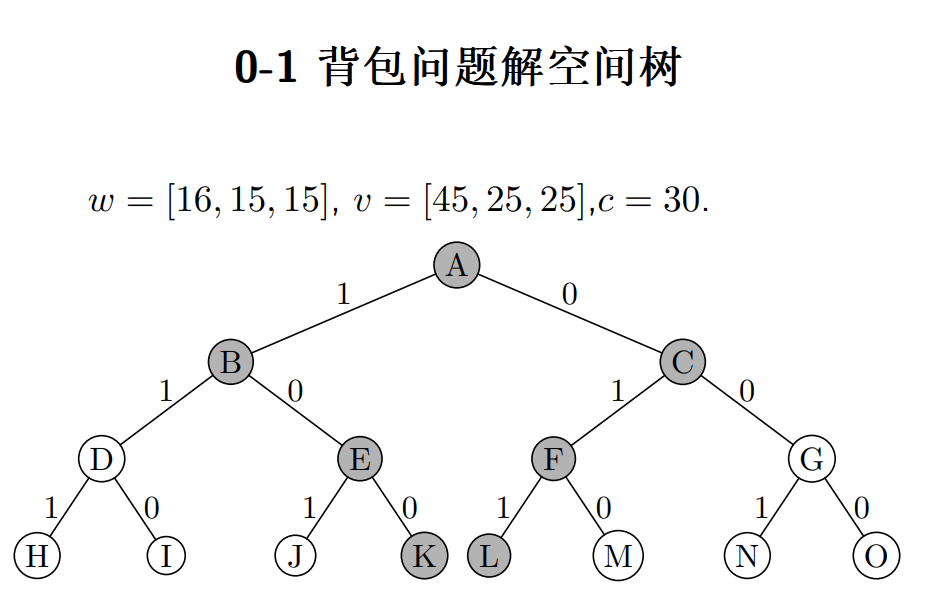 0-1 背包问题解空间树
w = [16, 15, 15], v = [45, 25, 25],c = 30.
A
1 0
B C
1 0 1 0
D E F G
1 0 1 0 1 0 1 0
H I J K L M N O